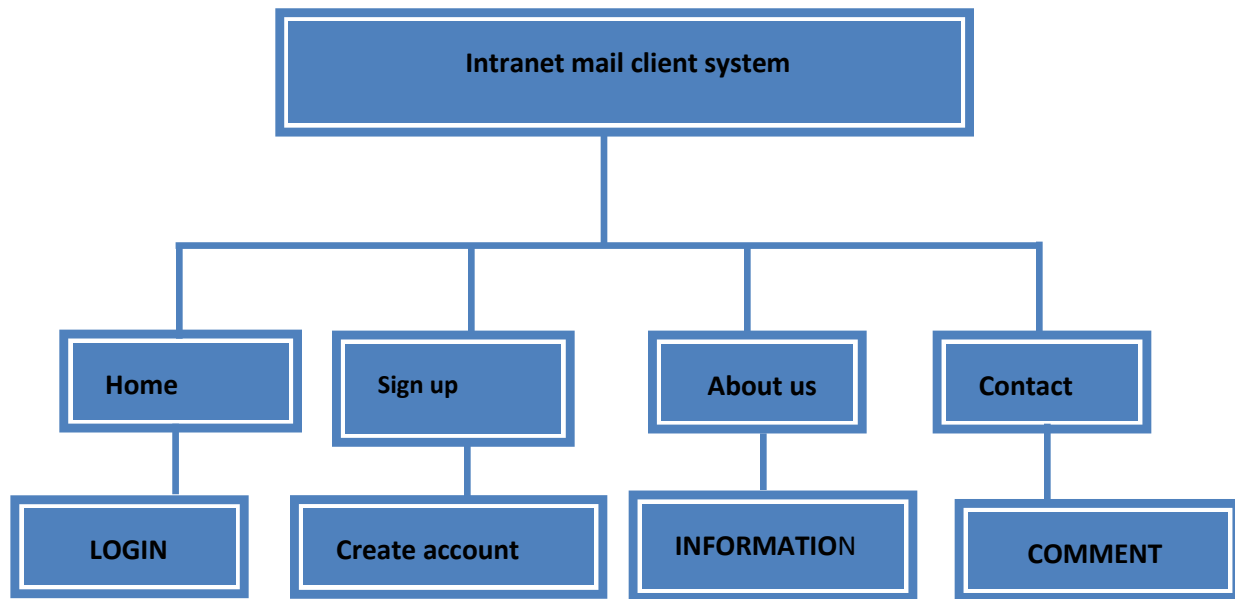 Intranet mail client system
Home
Sign up
About us
Contact
LOGIN
Create account
INFORMATION
COMMENT